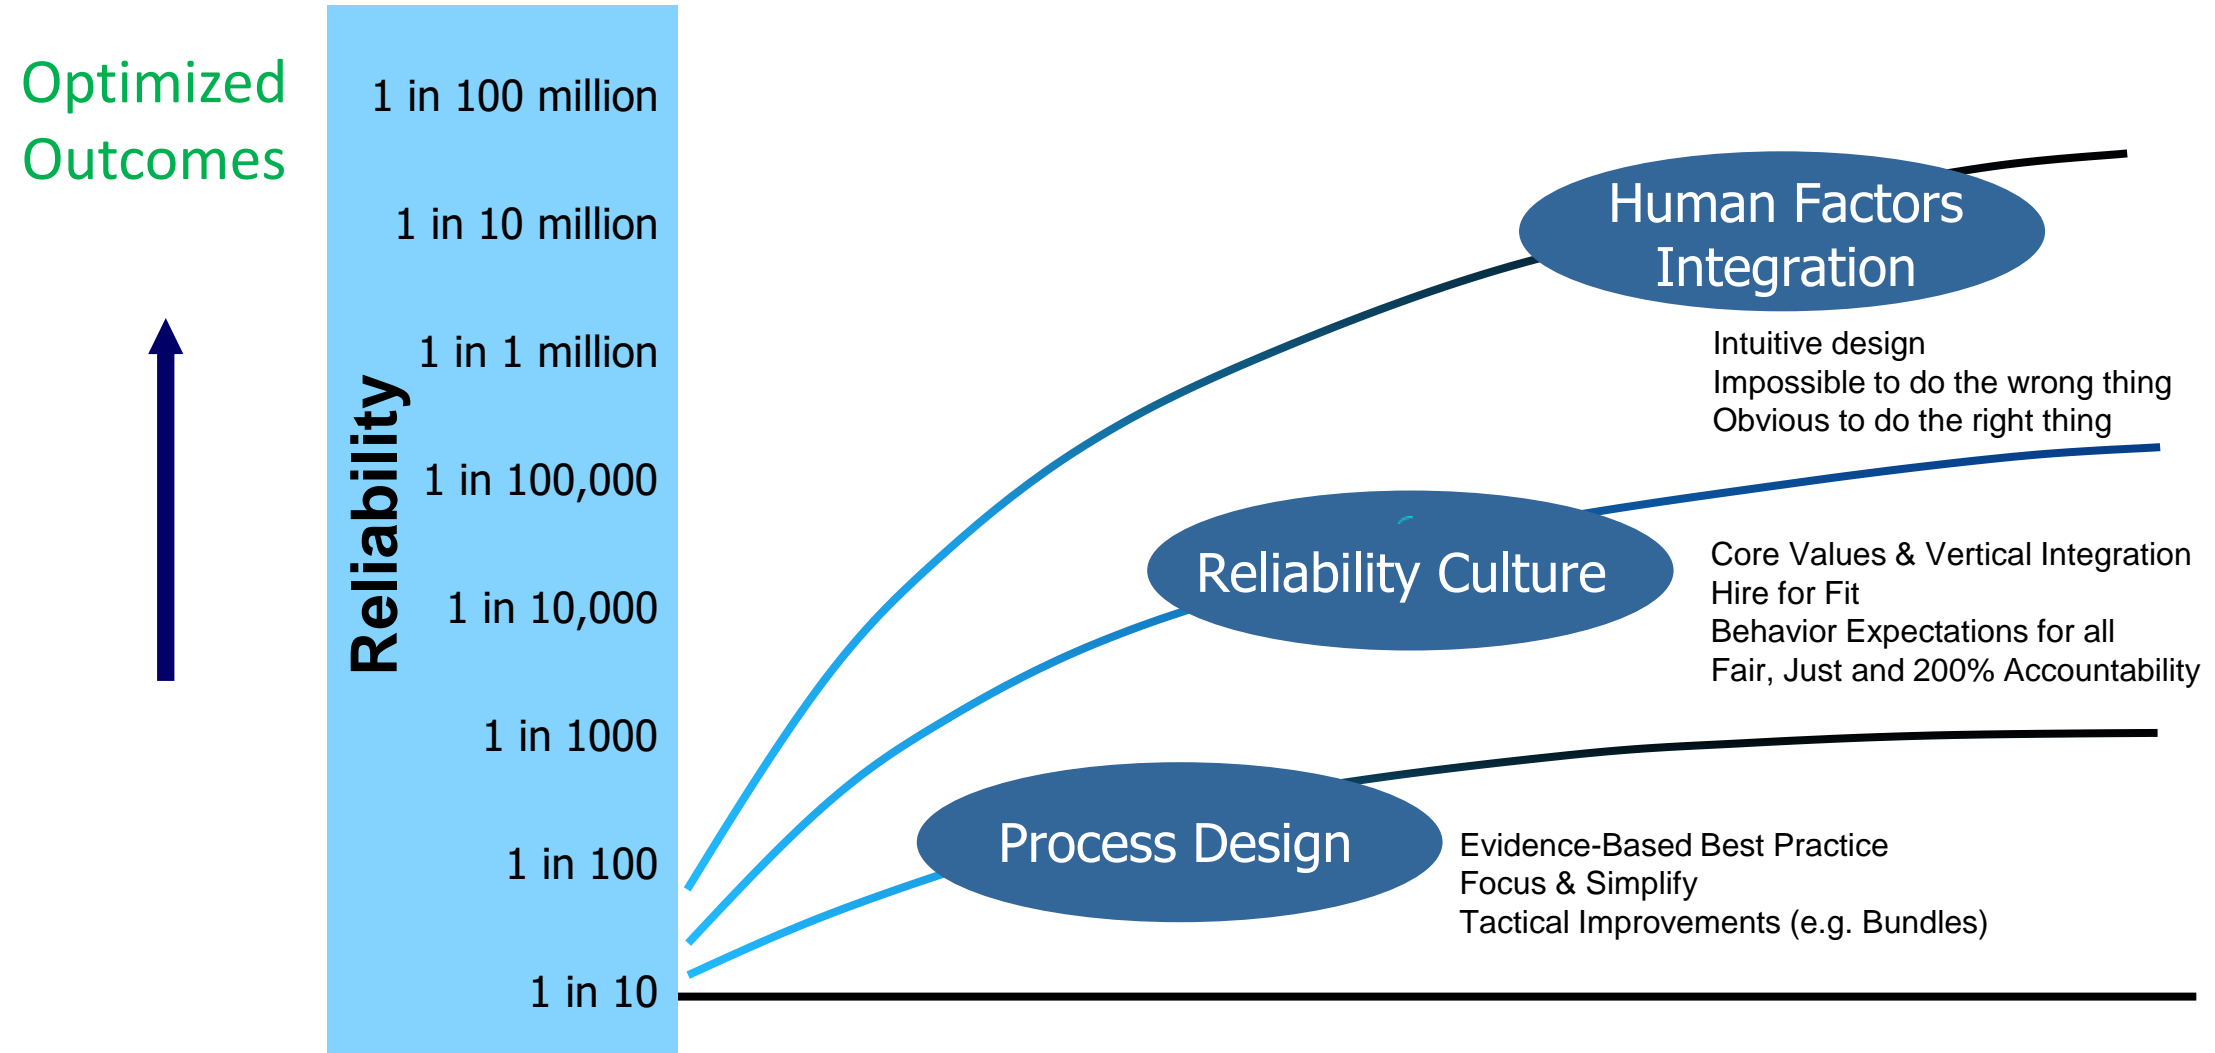 Optimized
Outcomes
Reliability
1 in 100 million
1 in 10 million
1 in 1 million
1 in 100,000
1 in 10,000
1 in 1000
1 in 100
1 in 10
Human Factors
Integration
Intuitive design
Impossible to do the wrong thing
Obvious to do the right thing
Reliability Culture
Core Values & Vertical Integration
Hire for Fit
Behavior Expectations for all
Fair, Just and 200% Accountability
Process Design
Evidence-Based Best Practice
Focus & Simplify
Tactical Improvements (e.g. Bundles)